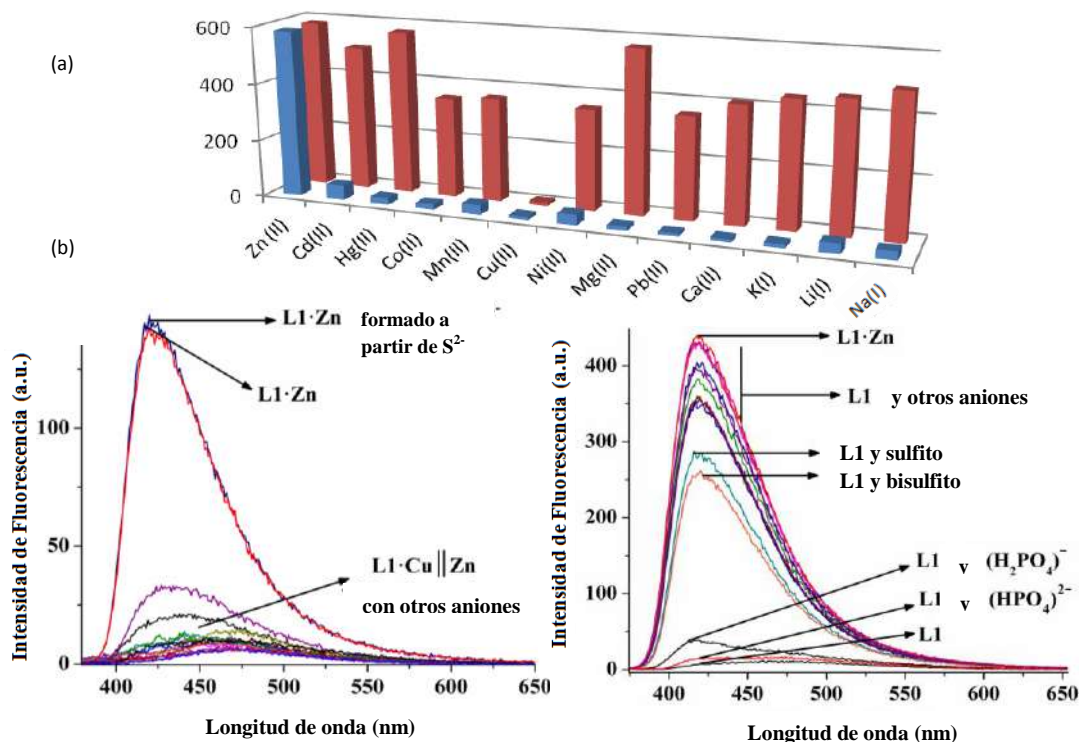 (a)
600
400
200
0
Zn(II)
Cd(II)
Hg(II)
Co(II)
Mn(II)
Cu(II)
Ni(II)
Mg(II)
Pb(II)
Ca(II)
K(I)
Li(I)
Na(I)
(b)
L1·Zn formado a
partir de S²⁻
L1·Zn
L1·Cu‖Zn
con otros aniones
Intensidad de Fluorescencia (a.u.)
100
50
0
400 450 500 550 600 650
Longitud de onda (nm)
L1·Zn
L1 y otros aniones
L1 y sulfito
L1 y bisulfito
L1 y (H₂PO₄)⁻
L1 y (HPO₄)²⁻
L1
Intensidad de Fluorescencia (a.u.)
400
300
200
100
0
400 450 500 550 600 650
Longitud de onda (nm)